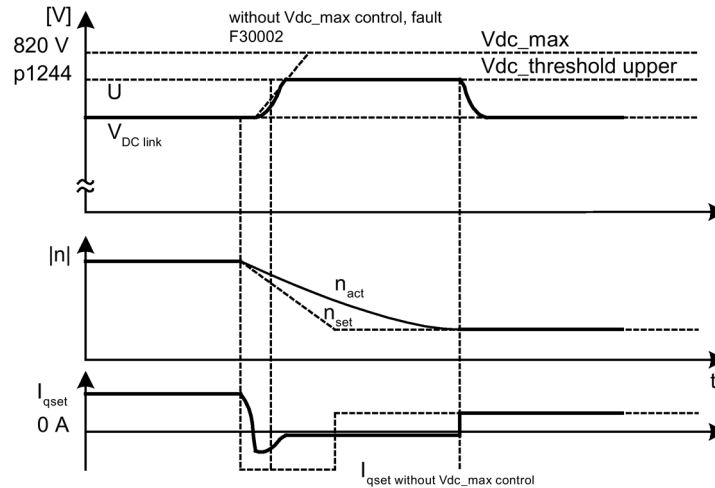 [V]
without Vdc_max control, fault
F30002
820 V
Vdc_max
p1244
Vdc_threshold upper
U
V DC link
|n|
n act
n set
t
I qset
0 A
I qset without Vdc_max control